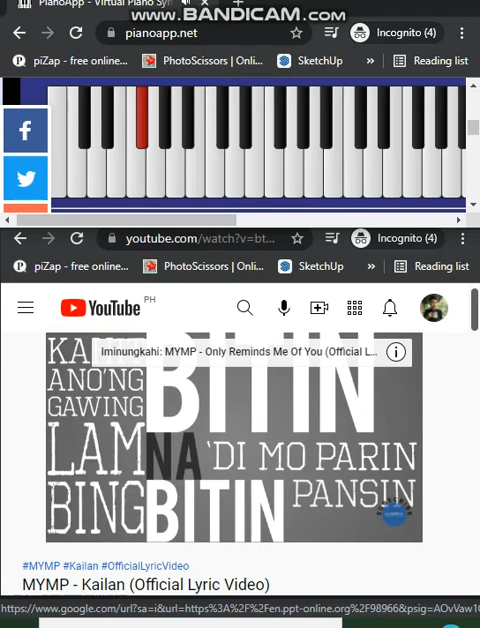 PianoApp - Virtual Piano Syn
www.BANDICAM.com
pianoapp.net
Incognito (4)
piZap - free online...
PhotoScissors | Onli...
SketchUp
»
Reading list
youtube.com/watch?v=bt...
Incognito (4)
piZap - free online...
PhotoScissors | Onli...
SketchUp
»
Reading list
YouTube PH
Iminungkahi: MYMP - Only Reminds Me Of You (Official L...
BITIN
ANO'NG
GAWING
LAM
BING
NA
'DI MO PARIN
PANSIN
BITIN
#MYMP #Kailan #OfficialLyricVideo
MYMP - Kailan (Official Lyric Video)
https://www.google.com/url?sa=i&url=https%3A%2F%2Fen.ppt-online.org%2F98966&psig=AOvVaw1